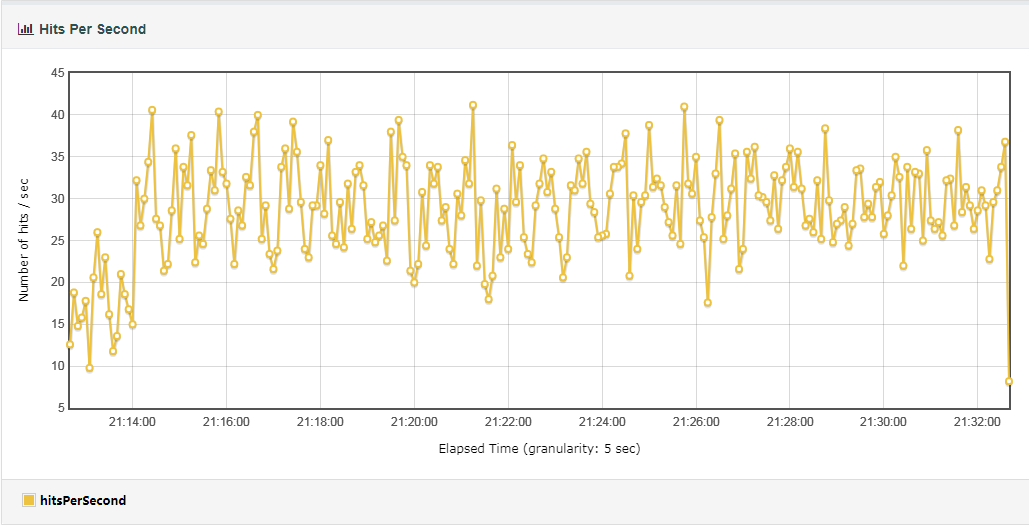 Hits Per Second
45
40
35
30
25
20
15
10
5
Number of hits / sec
21:14:00 21:16:00 21:18:00 21:20:00 21:22:00 21:24:00 21:26:00 21:28:00 21:30:00 21:32:00
Elapsed Time (granularity: 5 sec)
hitsPerSecond